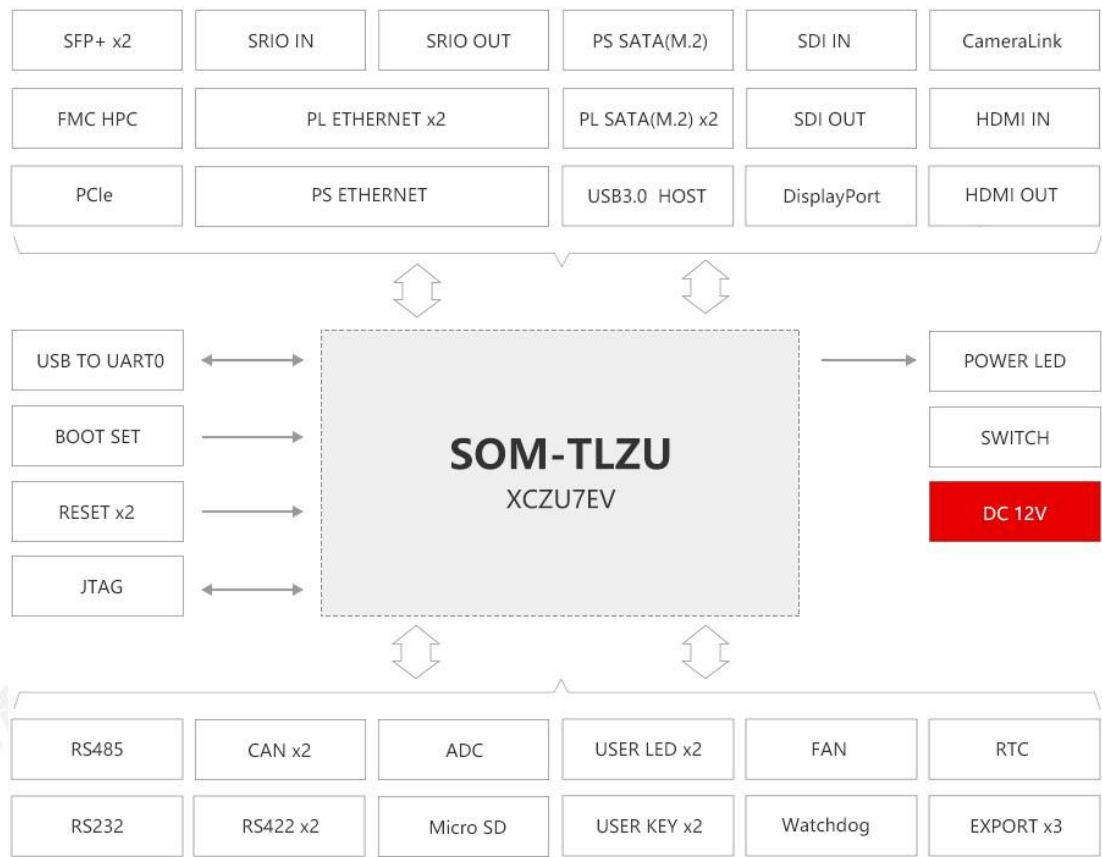 SFP+ x2
SRIO IN
SRIO OUT
PS SATA(M.2)
SDI IN
CameraLink
FMC HPC
PL ETHERNET x2
PL SATA(M.2) x2
SDI OUT
HDMI IN
PCIe
PS ETHERNET
USB3.0 HOST
DisplayPort
HDMI OUT
USB TO UART0
BOOT SET
RESET x2
JTAG
SOM-TLZU
XCZU7EV
POWER LED
SWITCH
DC 12V
RS485
CAN x2
ADC
USER LED x2
FAN
RTC
RS232
RS422 x2
Micro SD
USER KEY x2
Watchdog
EXPORT x3